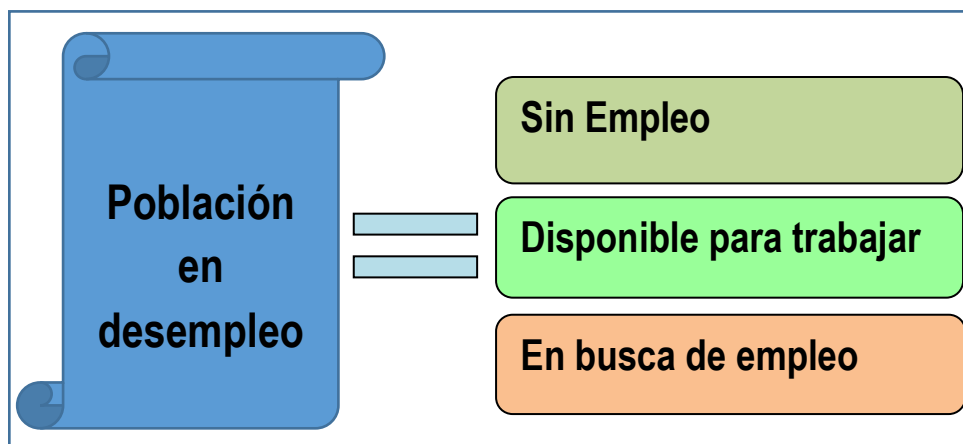 Población
en
desempleo
Sin Empleo
Disponible para trabajar
En busca de empleo